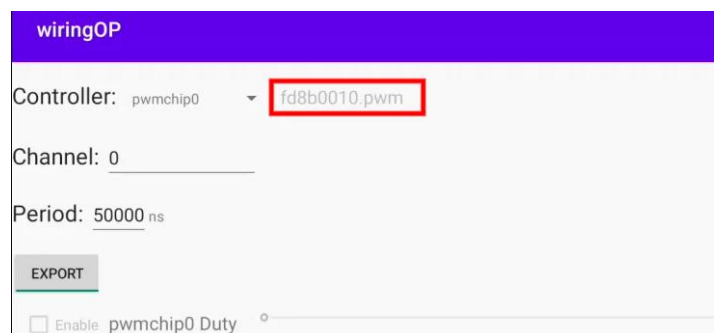 wiringOP
Controller: pwmchip0 fd8b0010.pwm
Channel: 0
Period: 50000 ns
EXPORT
Enable pwmchip0 Duty